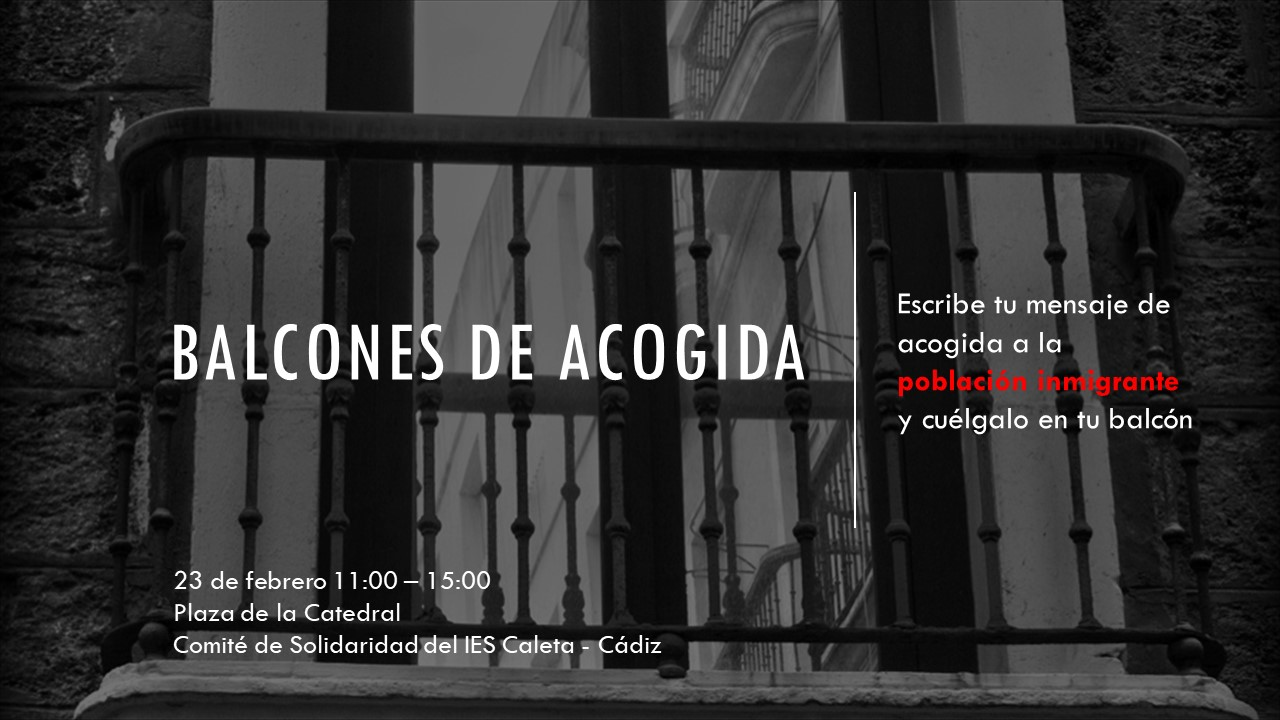 BALCONES DE ACOGIDA
Escribe tu mensaje de
acogida a la
población inmigrante
y cuélgalo en tu balcón
23 de febrero 11:00 – 15:00
Plaza de la Catedral
Comité de Solidaridad del IES Caleta - Cádiz